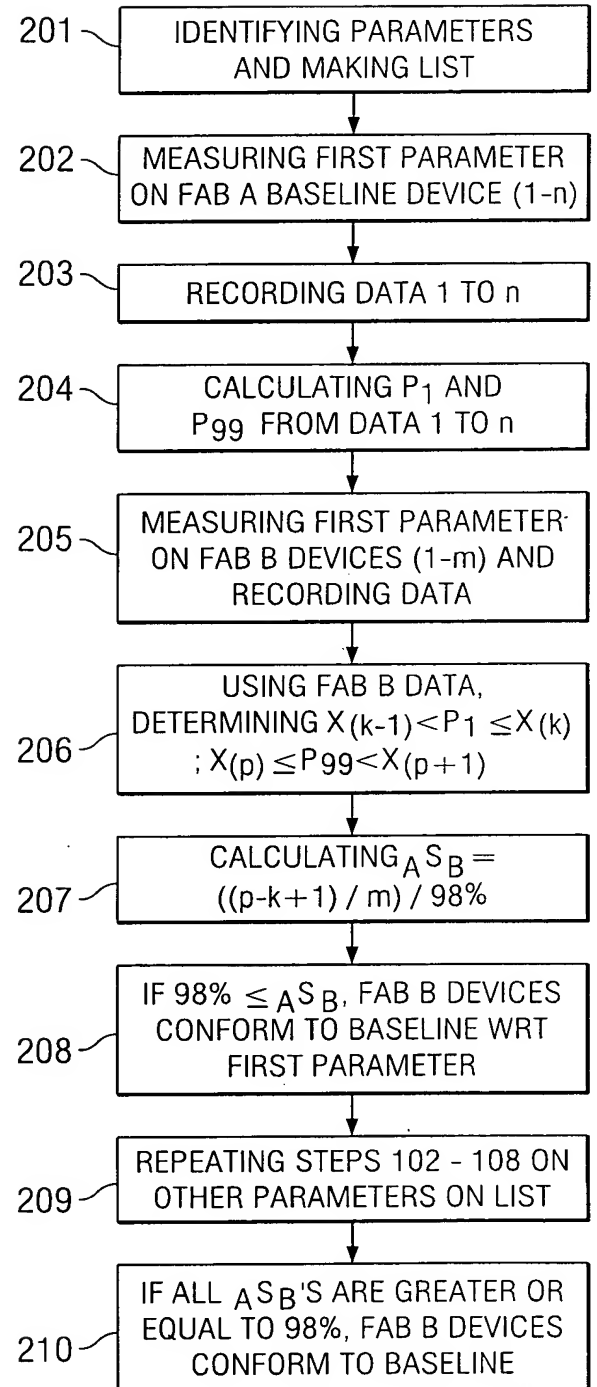 201
IDENTIFYING PARAMETERS
AND MAKING LIST
202
MEASURING FIRST PARAMETER
ON FAB A BASELINE DEVICE (1-n)
203
RECORDING DATA 1 TO n
204
CALCULATING P1 AND
P99 FROM DATA 1 TO n
205
MEASURING FIRST PARAMETER
ON FAB B DEVICES (1-m) AND
RECORDING DATA
206
USING FAB B DATA,
DETERMINING X(k-1)<P1 ≤X(k)
; X(p) ≤P99<X(p+1)
207
CALCULATING ASB=
((p-k+1) / m) / 98%
208
IF 98% ≤ ASB, FAB B DEVICES
CONFORM TO BASELINE WRT
FIRST PARAMETER
209
REPEATING STEPS 102 - 108 ON
OTHER PARAMETERS ON LIST
210
IF ALL ASB'S ARE GREATER OR
EQUAL TO 98%, FAB B DEVICES
CONFORM TO BASELINE